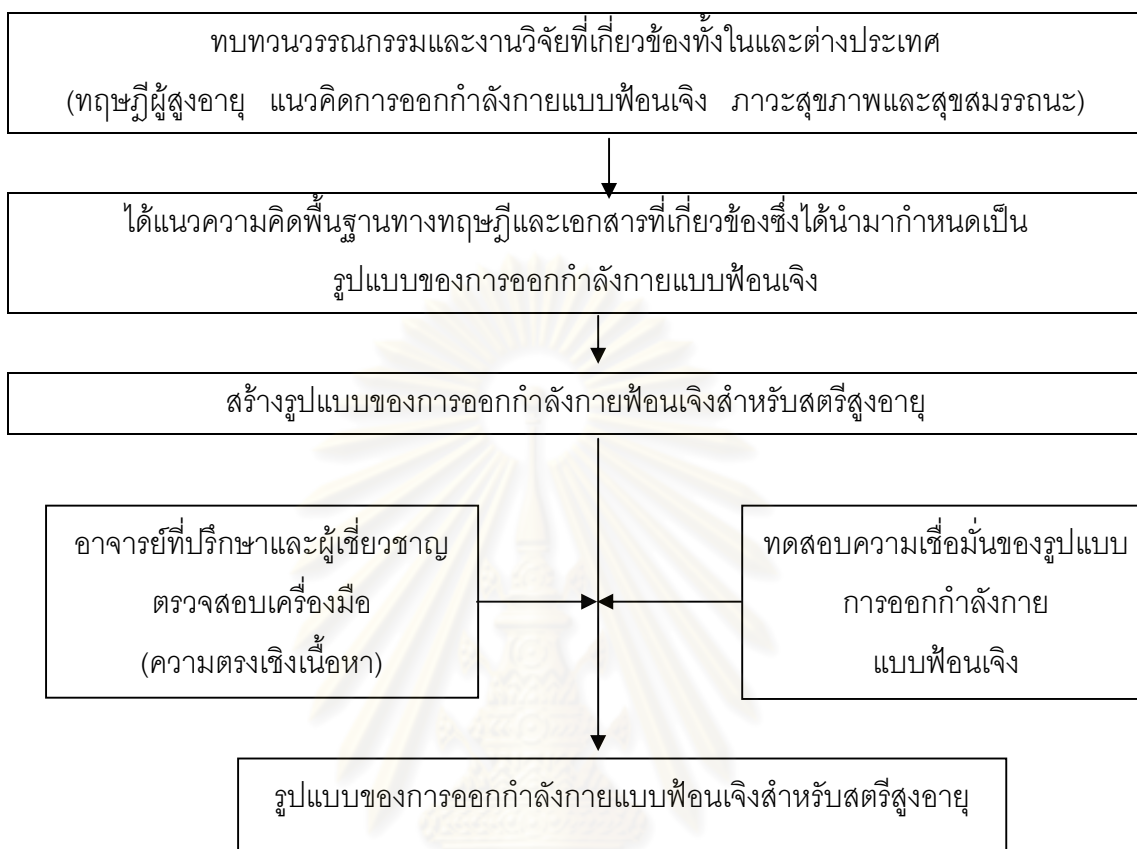 ทบทวนวรรณกรรมและงานวิจัยที่เกี่ยวข้องทั้งในและต่างประเทศ
(ทฤษฎีผู้สูงอายุ แนวคิดการออกกำลังกายแบบฟ้อนเจิง ภาวะสุขภาพและสุขสมรรถนะ)
ได้แนวความคิดพื้นฐานทางทฤษฎีและเอกสารที่เกี่ยวข้องซึ่งได้นำมากำหนดเป็น
รูปแบบของการออกกำลังกายแบบฟ้อนเจิง
สร้างรูปแบบของการออกกำลังกายฟ้อนเจิงสำหรับสตรีสูงอายุ
อาจารย์ที่ปรึกษาและผู้เชี่ยวชาญ
ตรวจสอบเครื่องมือ
(ความตรงเชิงเนื้อหา)
ทดสอบความเชื่อมั่นของรูปแบบ
การออกกำลังกาย
แบบฟ้อนเจิง
รูปแบบของการออกกำลังกายแบบฟ้อนเจิงสำหรับสตรีสูงอายุ